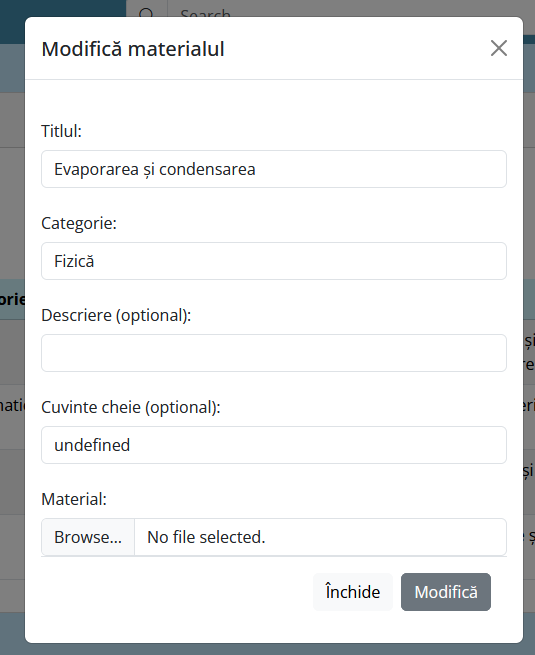 Search
Modifică materialul
Titlul:
Evaporarea și condensarea
Categorie:
Fizică
Descriere (optional):
Cuvinte cheie (optional):
undefined
Material:
Browse... No file selected.
Închide Modifică